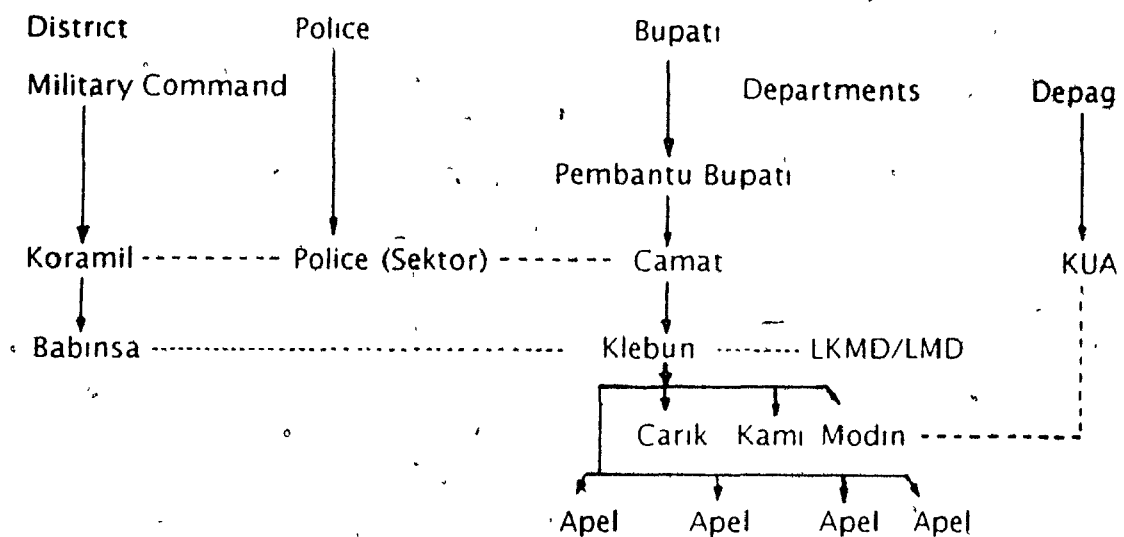 District Police Bupati
Military Command Departments Depag
Pembantu Bupati
Koramil Police (Sektor) Camat KUA
Babinsa Klebun LKMD/LMD
Carik Kami Modin
Apel Apel Apel Apel